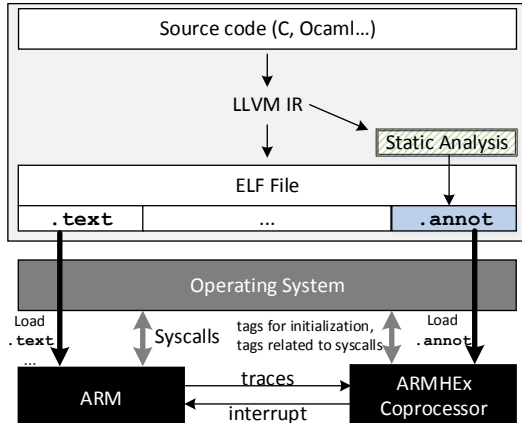 Source code (C, Ocaml…)
LLVM IR
Static Analysis
ELF File
.text
...
.annot
Operating System
Load
.text
...
Syscalls
tags for initialization,
tags related to syscalls
Load
.annot
ARM
traces
interrupt
ARMHEx
Coprocessor